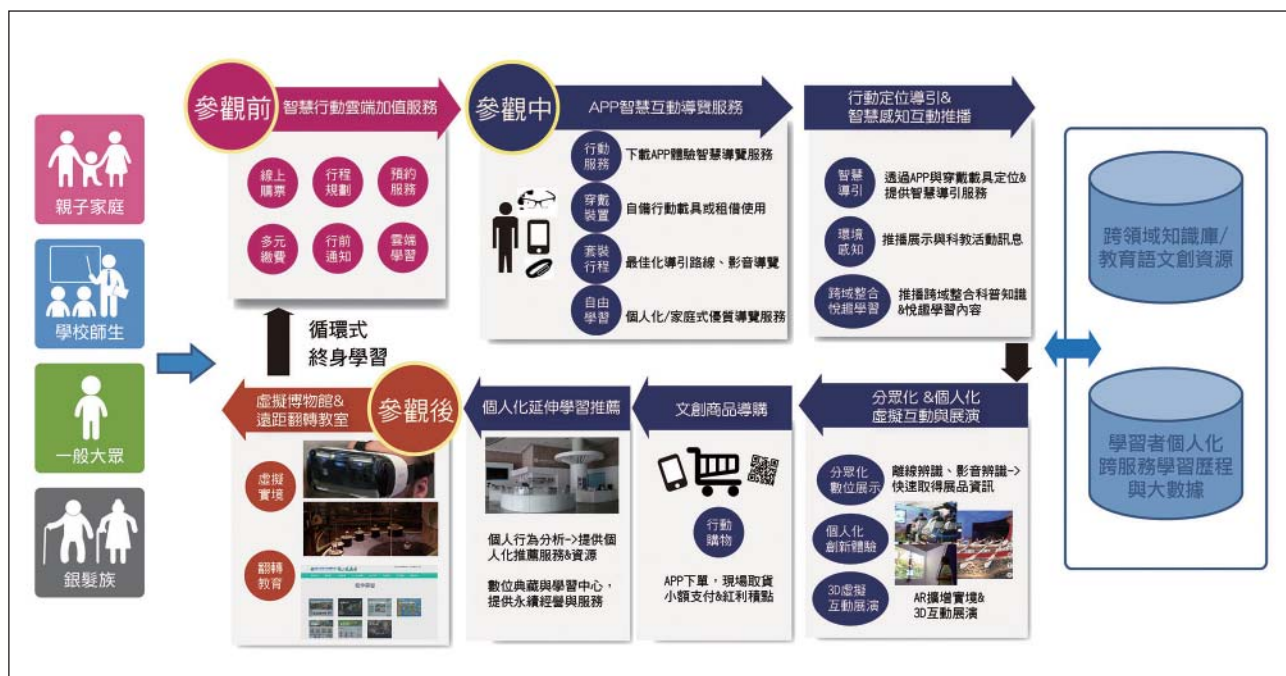 親子家庭
學校師生
一般大眾
銀髮族
參觀前
智慧行動雲端加值服務
線上
購票
行程
規劃
預約
服務
多元
繳費
行前
通知
雲端
學習
參觀中
APP智慧互動導覽服務
行動
服務
下載APP體驗智慧導覽服務
穿戴
裝置
自備行動載具或租借使用
套裝
行程
最佳化導引路線、影音導覽
自由
學習
個人化/家庭式優質導覽服務
行動定位導引&
智慧感知互動推播
智慧
導引
透過APP與穿戴載具定位&
提供智慧導引服務
環境
感知
推播展示與科教活動訊息
跨域整合
悅趣學習
推播跨域整合科普知識
&悅趣學習內容
分眾化 &個人化
虛擬互動與展演
分眾化
數位展示
離線辨識、影音辨識->
快速取得展品資訊
個人化
創新體驗
3D虛擬
互動展演
AR擴增實境&
3D互動展演
文創商品導購
行動
購物
APP下單，現場取貨
小額支付&紅利積點
個人化延伸學習推薦
個人行為分析->提供個
人化推薦服務&資源
數位典藏與學習中心，
提供永續經營與服務
參觀後
虛擬博物館&
遠距翻轉教室
虛擬
實境
翻轉
教育
循環式
終身學習
跨領域知識庫/
教育語文創資源
學習者個人化
跨服務學習歷程
與大數據